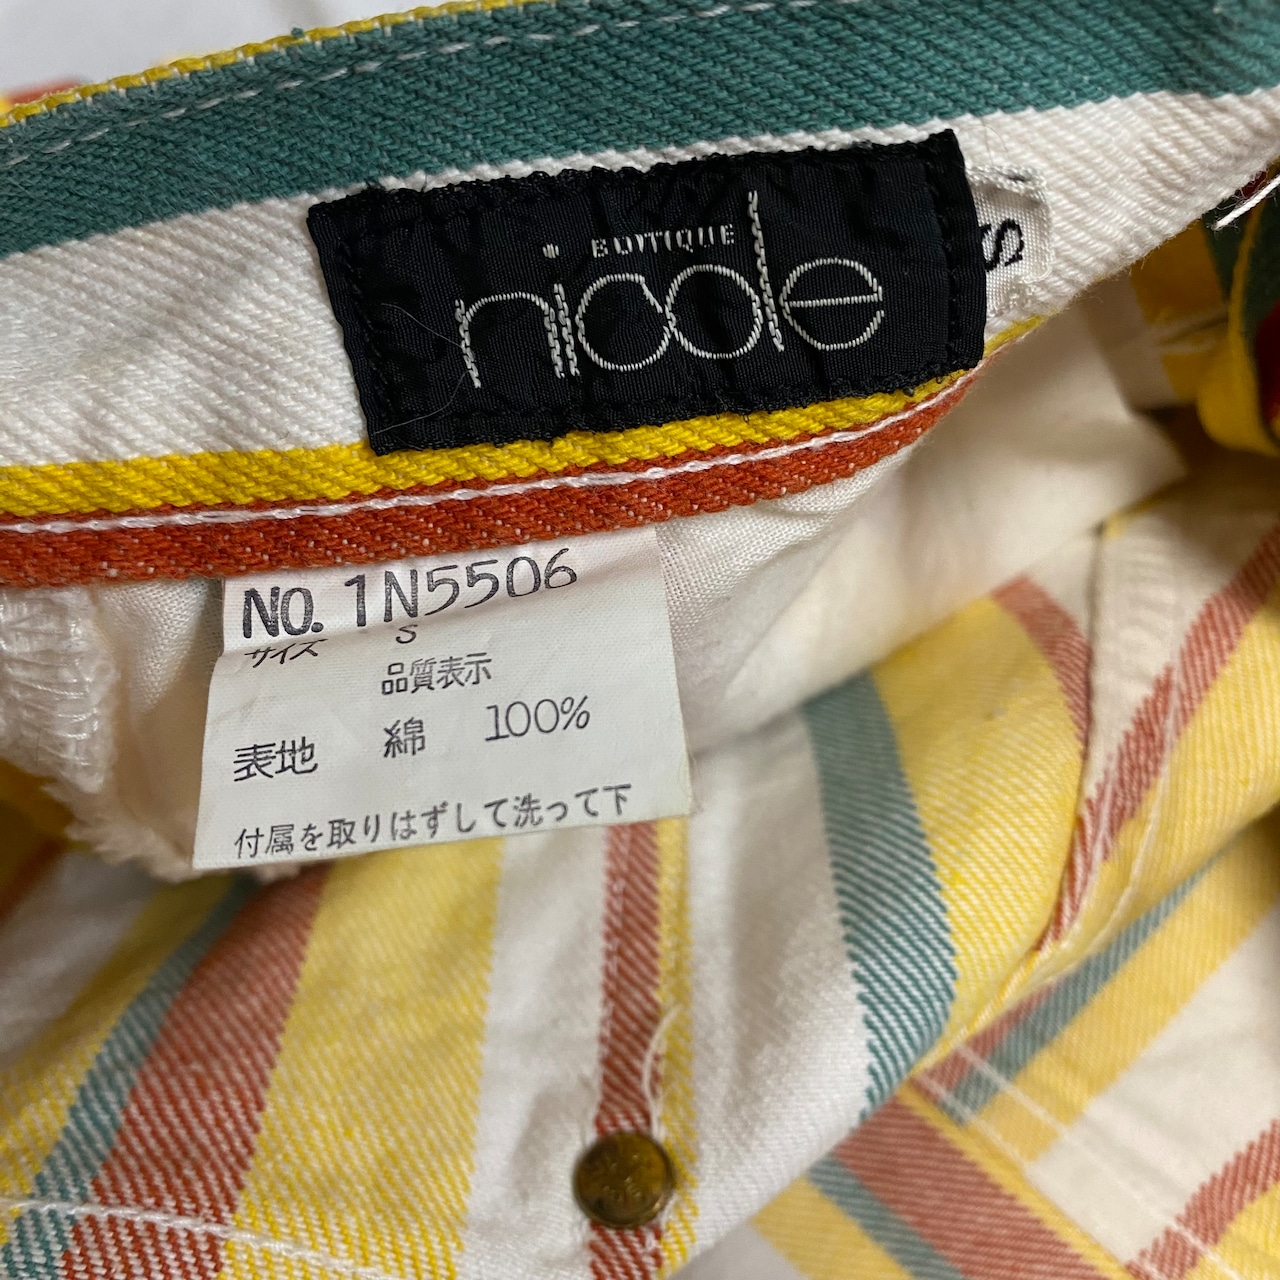 BOUTIQUE
nicole
S
NO. 1N5506
サイズ S
品質表示
表地 綿 100%
付属を取りはずして洗って下